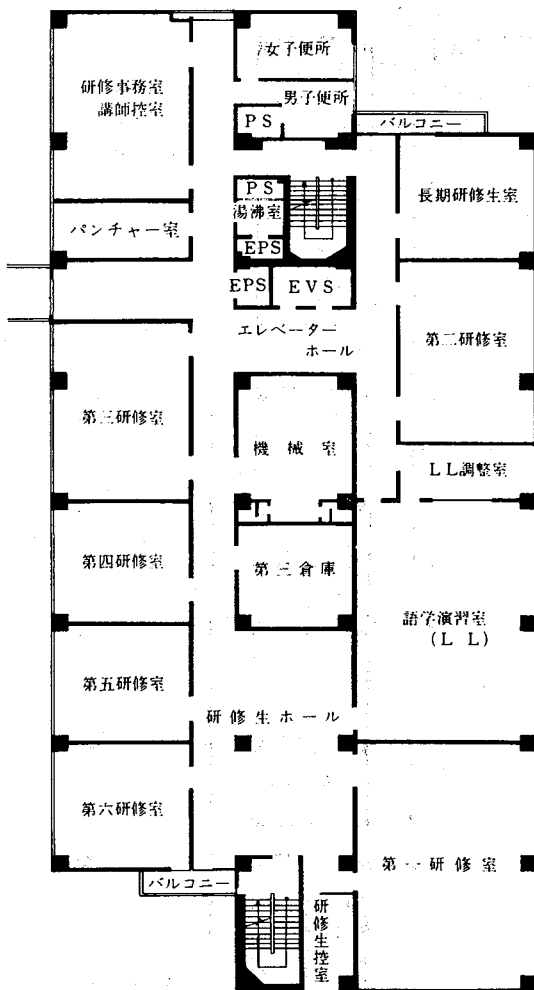 女子便所
研修事務室
講師控室
男子便所
PS
バルコニー
PS
長期研修生室
湯沸室
パンチャー室
EPS
EPS
EVS
エレベーター
ホール
第二研修室
第三研修室
機械室
LL調整室
第四研修室
第三倉庫
語学演習室
(LL)
第五研修室
研修生ホール
第六研修室
第一研修室
バルコニー
研修生控室